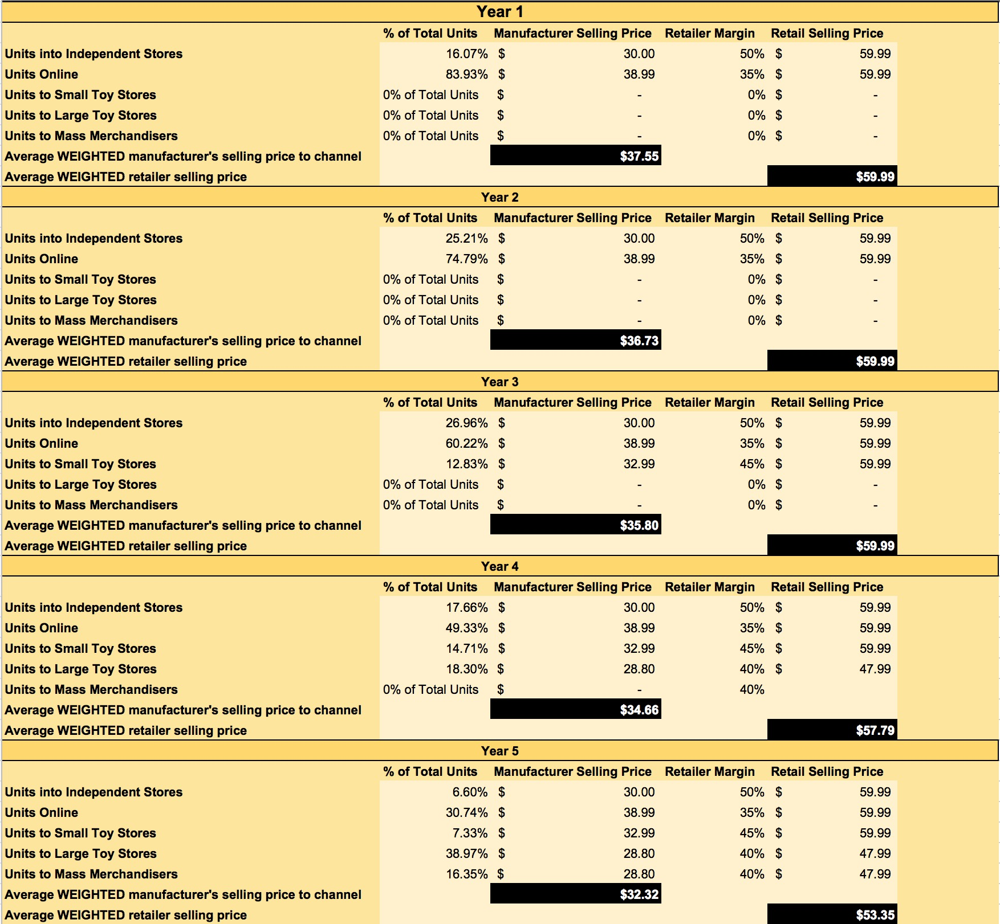 Year 1
% of Total Units Manufacturer Selling Price Retailer Margin Retail Selling Price
Units into Independent Stores 16.07% $ 30.00 50% $ 59.99
Units Online 83.93% $ 38.99 35% $ 59.99
Units to Small Toy Stores 0% of Total Units $ - 0% $ -
Units to Large Toy Stores 0% of Total Units $ - 0% $ -
Units to Mass Merchandisers 0% of Total Units $ - 0% $ -
Average WEIGHTED manufacturer's selling price to channel $37.55
Average WEIGHTED retailer selling price $59.99
Year 2
% of Total Units Manufacturer Selling Price Retailer Margin Retail Selling Price
Units into Independent Stores 25.21% $ 30.00 50% $ 59.99
Units Online 74.79% $ 38.99 35% $ 59.99
Units to Small Toy Stores 0% of Total Units $ - 0% $ -
Units to Large Toy Stores 0% of Total Units $ - 0% $ -
Units to Mass Merchandisers 0% of Total Units $ - 0% $ -
Average WEIGHTED manufacturer's selling price to channel $36.73
Average WEIGHTED retailer selling price $59.99
Year 3
% of Total Units Manufacturer Selling Price Retailer Margin Retail Selling Price
Units into Independent Stores 26.96% $ 30.00 50% $ 59.99
Units Online 60.22% $ 38.99 35% $ 59.99
Units to Small Toy Stores 12.83% $ 32.99 45% $ 59.99
Units to Large Toy Stores 0% of Total Units $ - 0% $ -
Units to Mass Merchandisers 0% of Total Units $ - 0% $ -
Average WEIGHTED manufacturer's selling price to channel $35.80
Average WEIGHTED retailer selling price $59.99
Year 4
% of Total Units Manufacturer Selling Price Retailer Margin Retail Selling Price
Units into Independent Stores 17.66% $ 30.00 50% $ 59.99
Units Online 49.33% $ 38.99 35% $ 59.99
Units to Small Toy Stores 14.71% $ 32.99 45% $ 59.99
Units to Large Toy Stores 18.30% $ 28.80 40% $ 47.99
Units to Mass Merchandisers 0% of Total Units $ - 40%
Average WEIGHTED manufacturer's selling price to channel $34.66
Average WEIGHTED retailer selling price $57.79
Year 5
% of Total Units Manufacturer Selling Price Retailer Margin Retail Selling Price
Units into Independent Stores 6.60% $ 30.00 50% $ 59.99
Units Online 30.74% $ 38.99 35% $ 59.99
Units to Small Toy Stores 7.33% $ 32.99 45% $ 59.99
Units to Large Toy Stores 38.97% $ 28.80 40% $ 47.99
Units to Mass Merchandisers 16.35% $ 28.80 40% $ 47.99
Average WEIGHTED manufacturer's selling price to channel $32.32
Average WEIGHTED retailer selling price $53.35